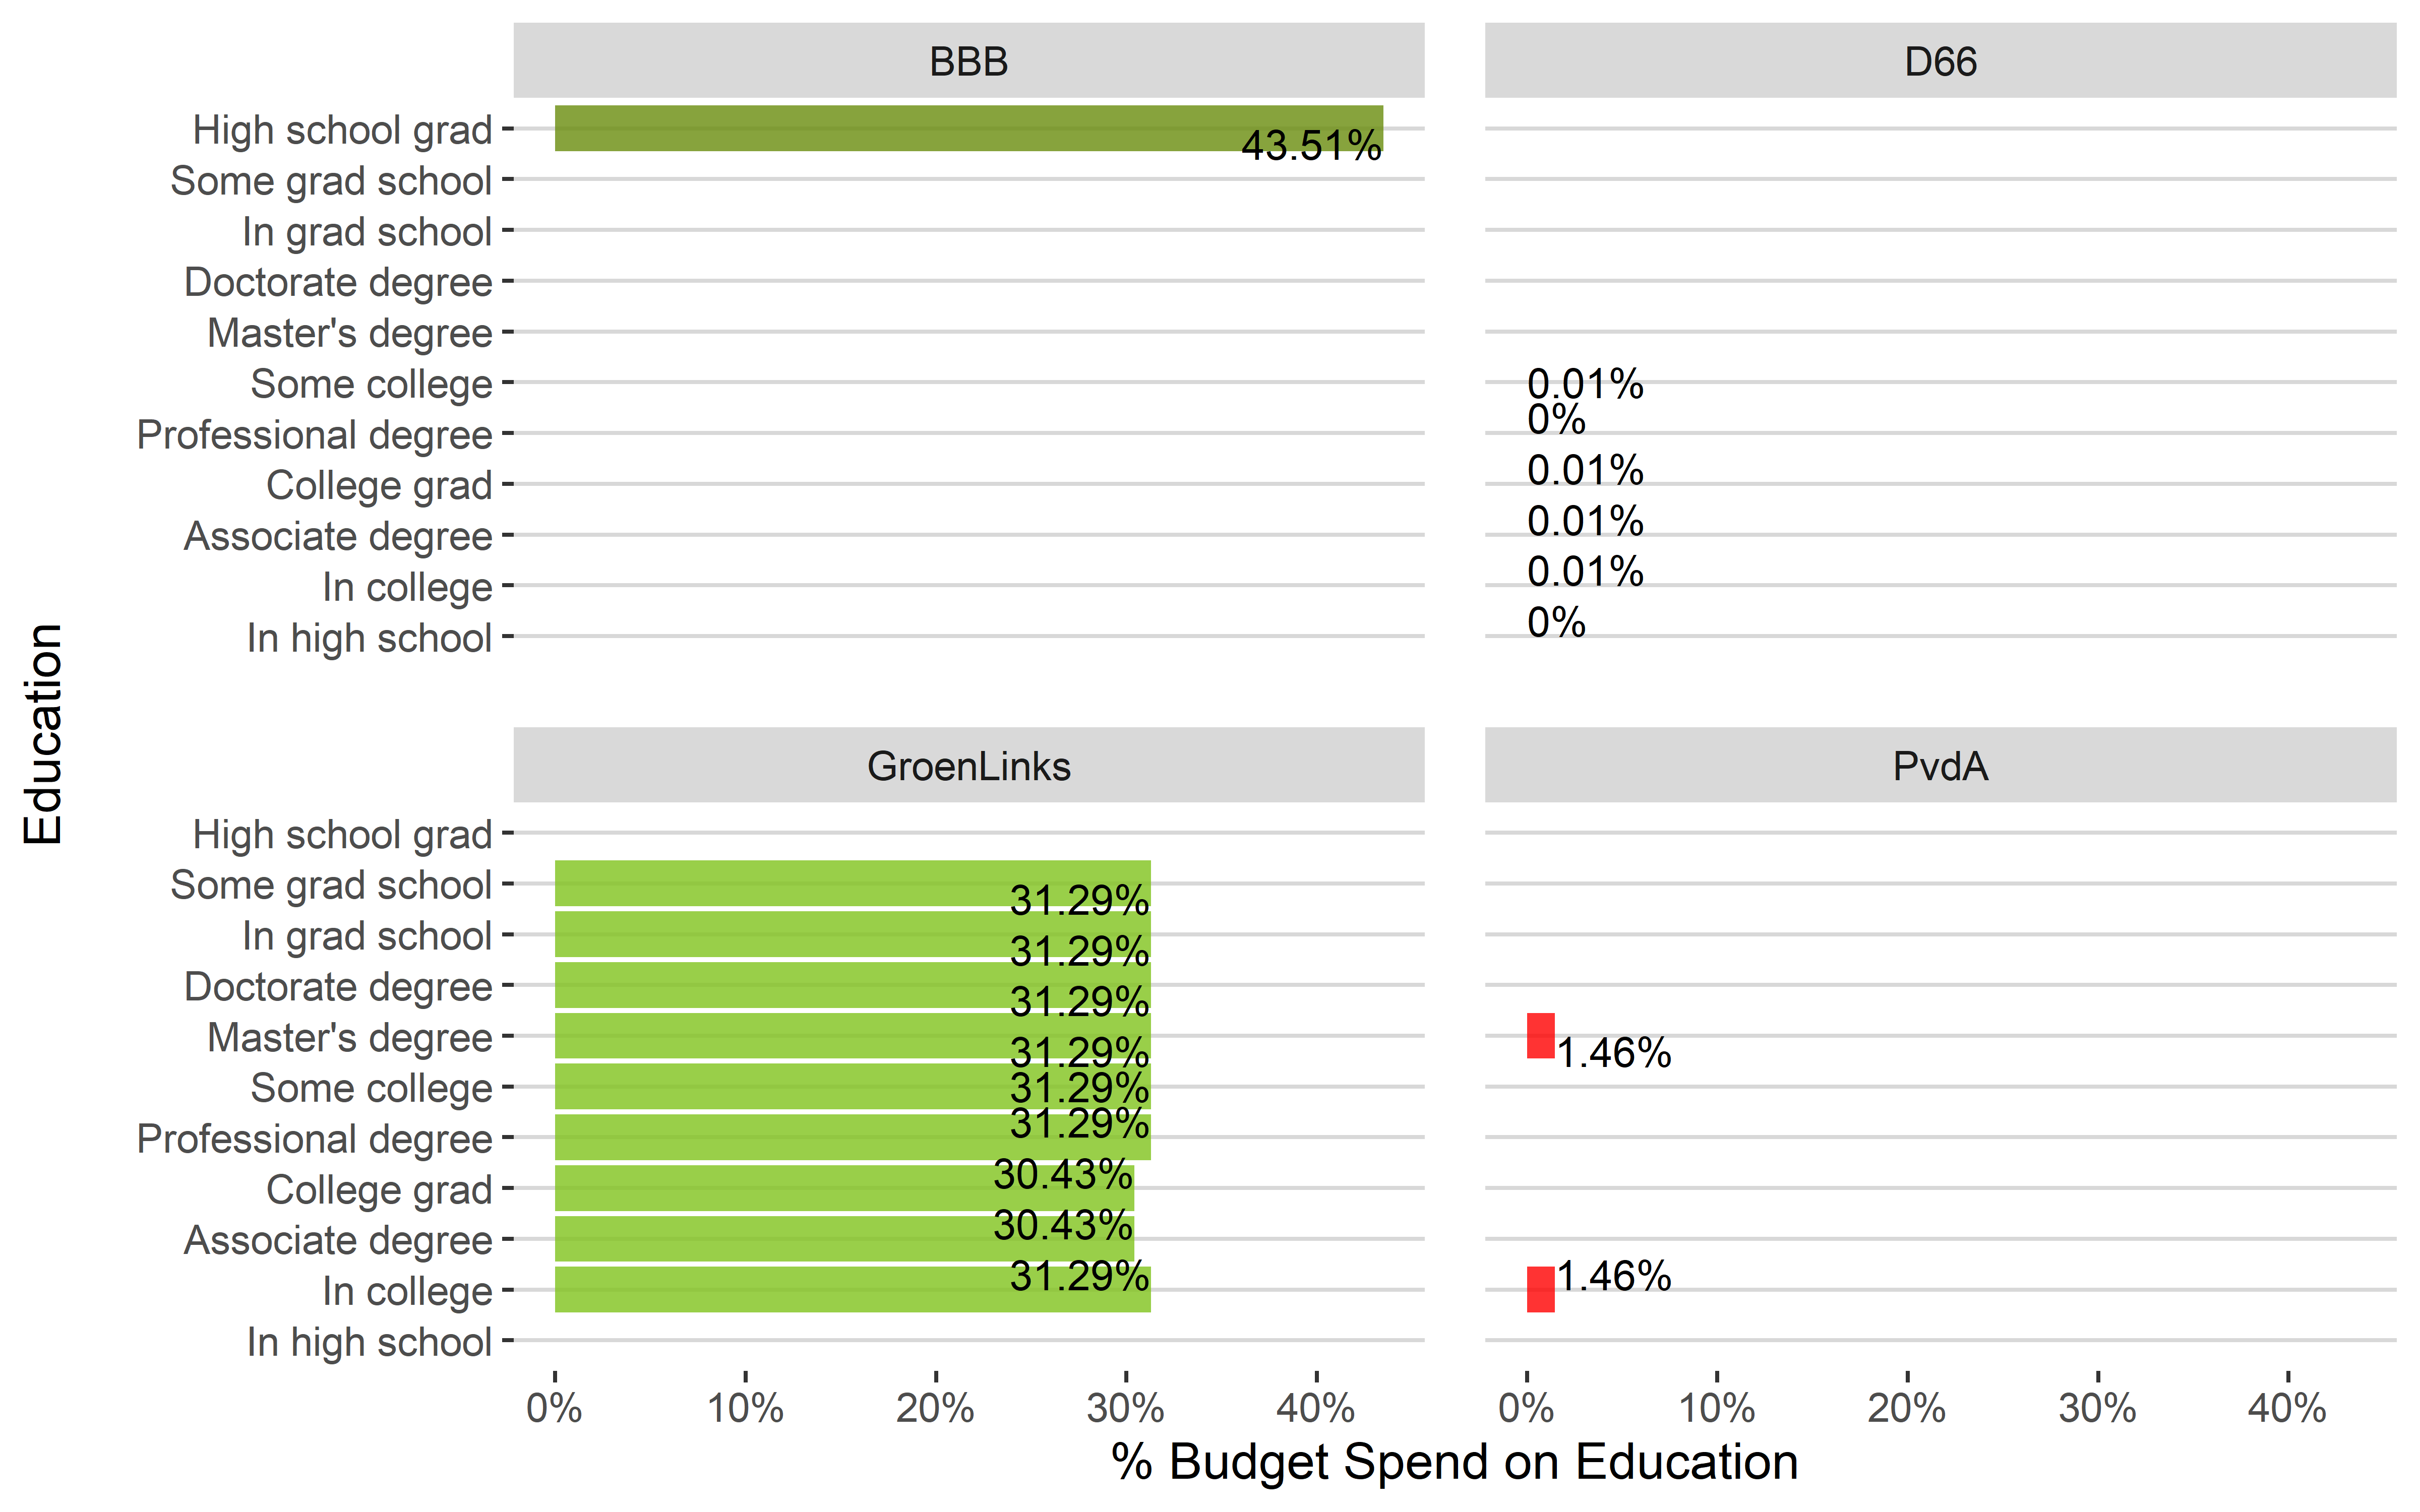 BBB
D66
High school grad
43.51%
Some grad school
In grad school
Doctorate degree
Master's degree
Some college
0.01%
Professional degree
0%
College grad
0.01%
Associate degree
0.01%
In college
0.01%
In high school
0%
Education
GroenLinks
PvdA
High school grad
Some grad school
31.29%
In grad school
31.29%
Doctorate degree
31.29%
Master's degree
31.29%
1.46%
Some college
31.29%
Professional degree
31.29%
College grad
30.43%
Associate degree
30.43%
In college
31.29%
1.46%
In high school
0% 10% 20% 30% 40%
0% 10% 20% 30% 40%
% Budget Spend on Education